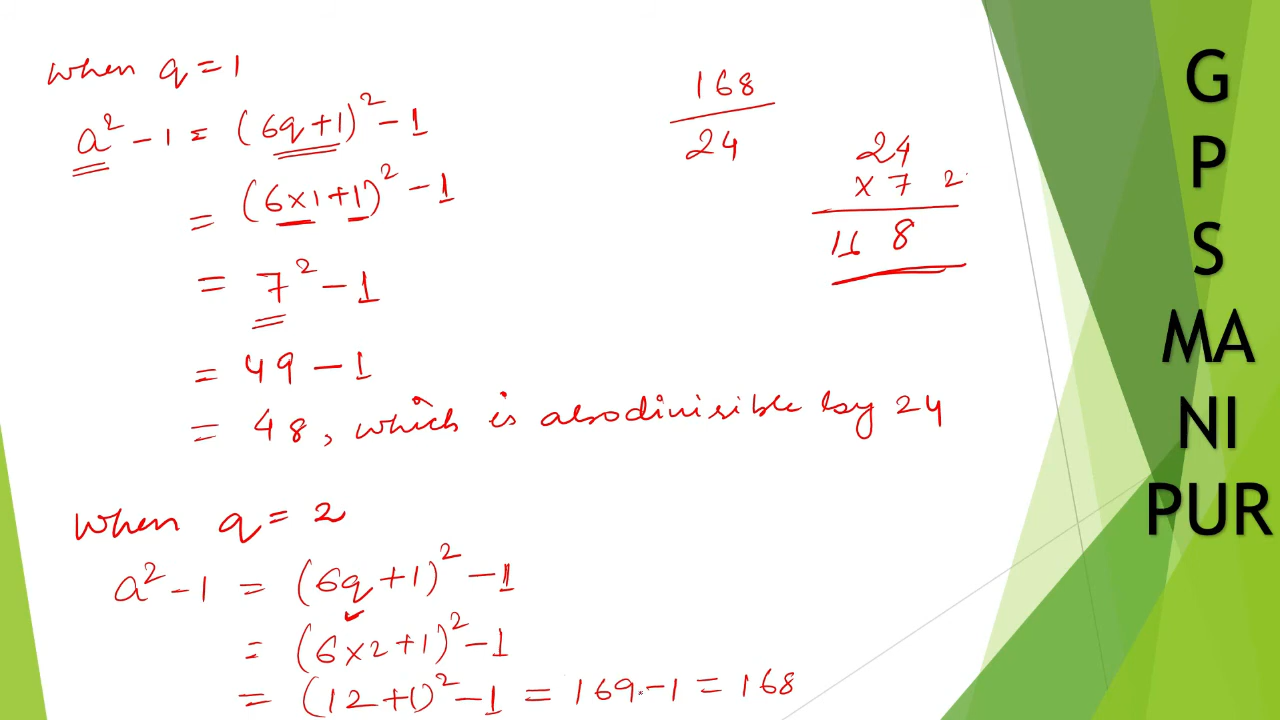 when q = 1
a² - 1 = (6q+1)² - 1
= (6×1+1)² - 1
= 7² - 1
= 49 - 1
= 48, which is also divisible by 24
when q = 2
a² - 1 = (6q+1)² - 1
= (6×2+1)² - 1
= (12+1)² - 1 = 169 - 1 = 168
168
24
24
× 7 2
168
G
P
S
MA
NI
PUR